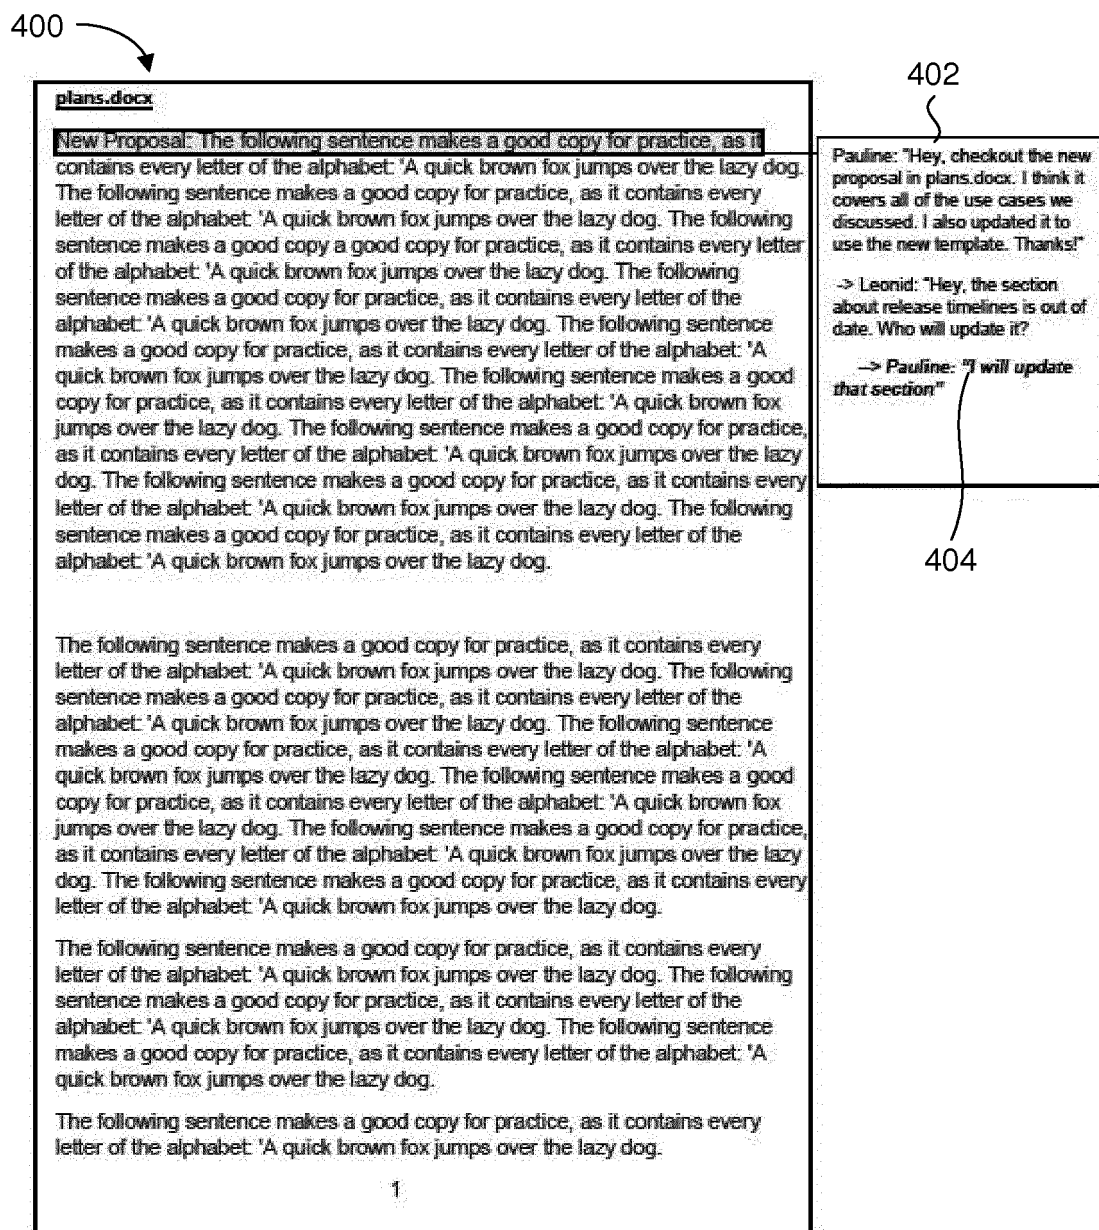 400
402
plans.docx
New Proposal: The following sentence makes a good copy for practice, as it
contains every letter of the alphabet: 'A quick brown fox jumps over the lazy dog.
The following sentence makes a good copy for practice, as it contains every
letter of the alphabet: 'A quick brown fox jumps over the lazy dog. The following
sentence makes a good copy a good copy for practice, as it contains every letter
of the alphabet: 'A quick brown fox jumps over the lazy dog. The following
sentence makes a good copy for practice, as it contains every letter of the
alphabet: 'A quick brown fox jumps over the lazy dog. The following sentence
makes a good copy for practice, as it contains every letter of the alphabet: 'A
quick brown fox jumps over the lazy dog. The following sentence makes a good
copy for practice, as it contains every letter of the alphabet: 'A quick brown fox
jumps over the lazy dog. The following sentence makes a good copy for practice,
as it contains every letter of the alphabet: 'A quick brown fox jumps over the lazy
dog. The following sentence makes a good copy for practice, as it contains every
letter of the alphabet: 'A quick brown fox jumps over the lazy dog. The following
sentence makes a good copy for practice, as it contains every letter of the
alphabet: 'A quick brown fox jumps over the lazy dog.
The following sentence makes a good copy for practice, as it contains every
letter of the alphabet: 'A quick brown fox jumps over the lazy dog. The following
sentence makes a good copy for practice, as it contains every letter of the
alphabet: 'A quick brown fox jumps over the lazy dog. The following sentence
makes a good copy for practice, as it contains every letter of the alphabet: 'A
quick brown fox jumps over the lazy dog. The following sentence makes a good
copy for practice, as it contains every letter of the alphabet: 'A quick brown fox
jumps over the lazy dog. The following sentence makes a good copy for practice,
as it contains every letter of the alphabet: 'A quick brown fox jumps over the lazy
dog. The following sentence makes a good copy for practice, as it contains every
letter of the alphabet: 'A quick brown fox jumps over the lazy dog.
The following sentence makes a good copy for practice, as it contains every
letter of the alphabet: 'A quick brown fox jumps over the lazy dog. The following
sentence makes a good copy for practice, as it contains every letter of the
alphabet: 'A quick brown fox jumps over the lazy dog. The following sentence
makes a good copy for practice, as it contains every letter of the alphabet: 'A
quick brown fox jumps over the lazy dog.
The following sentence makes a good copy for practice, as it contains every
letter of the alphabet: 'A quick brown fox jumps over the lazy dog.
1
Pauline: "Hey, checkout the new
proposal in plans.docx. I think it
covers all of the use cases we
discussed. I also updated it to
use the new template. Thanks!"
-> Leonid: "Hey, the section
about release timelines is out of
date. Who will update it?
--> Pauline: "I will update
that section"
404